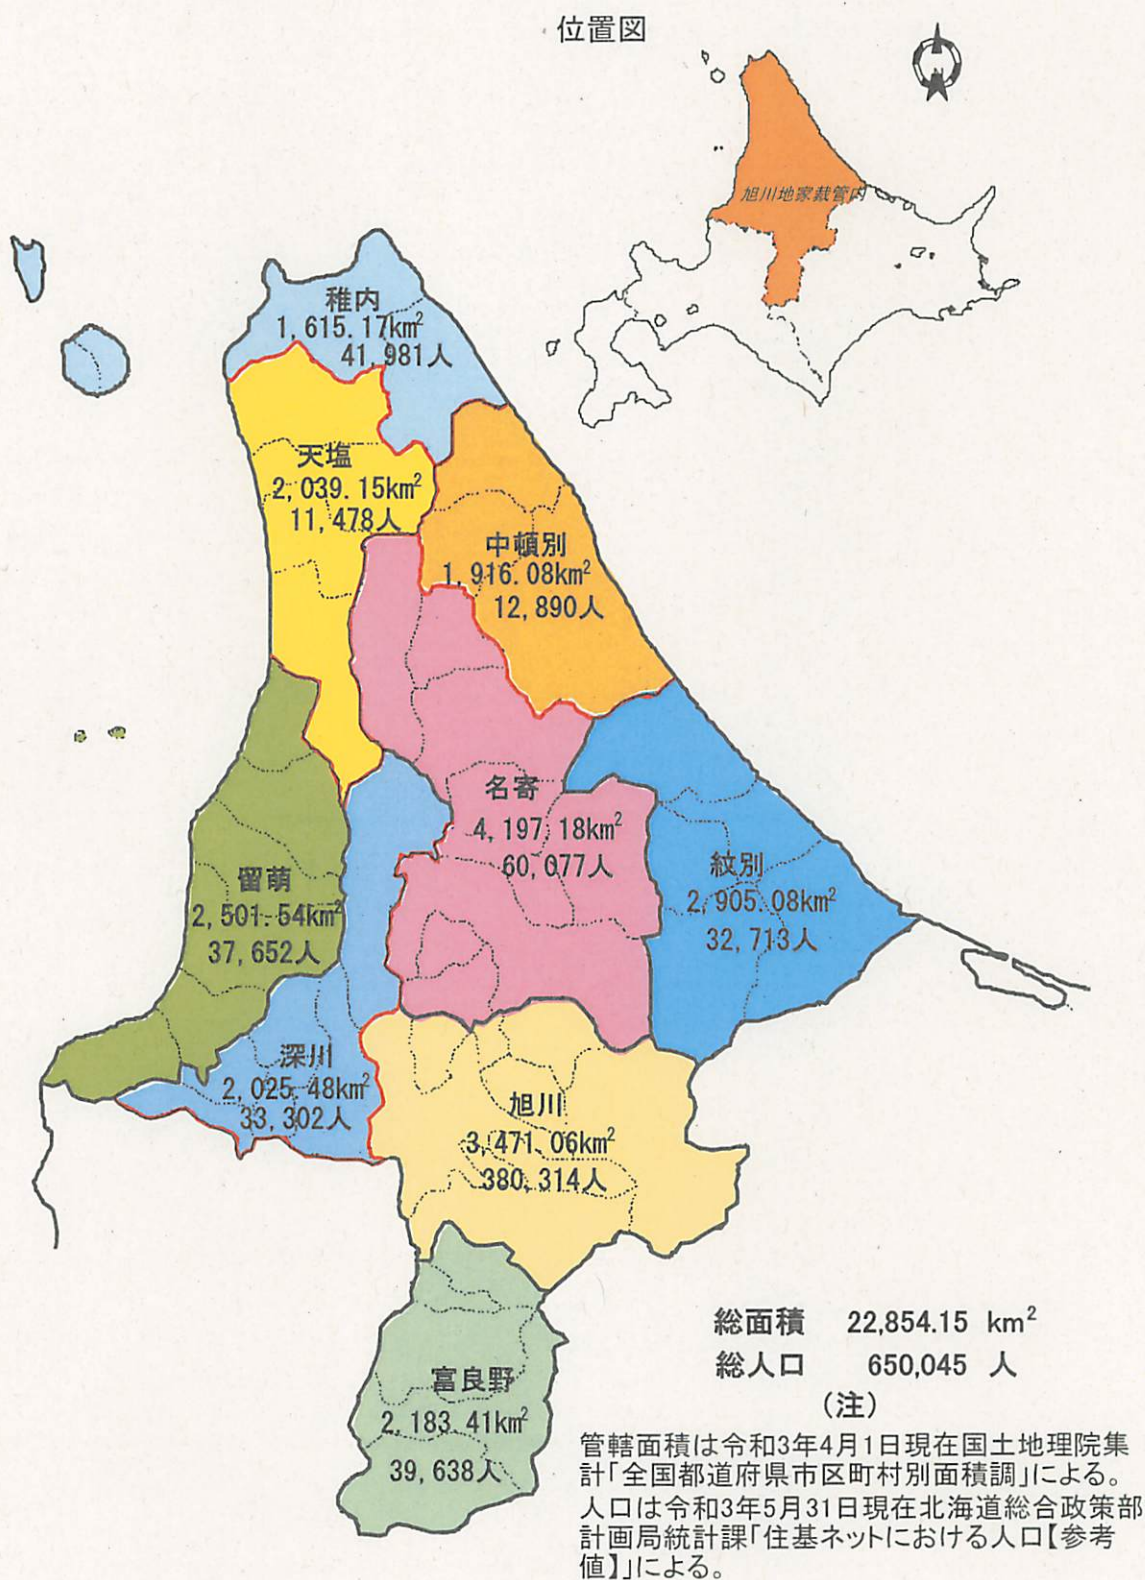 位置図
旭川地家裁管内
稚内
1,615.17km²
41,981人
天塩
2,039.15km²
11,478人
中頓別
1,916.08km²
12,890人
名寄
4,197.18km²
60,077人
留萌
2,501.54km²
37,652人
紋別
2,905.08km²
32,713人
深川
2,025.48km²
33,302人
旭川
3,471.06km²
380,314人
富良野
2,183.41km²
39,638人
総面積 22,854.15 km²
総人口 650,045 人
(注)
管轄面積は令和3年4月1日現在国土地理院集
計「全国都道府県市区町村別面積調」による。
人口は令和3年5月31日現在北海道総合政策部
計画局統計課「住基ネットにおける人口【参考
値】」による。